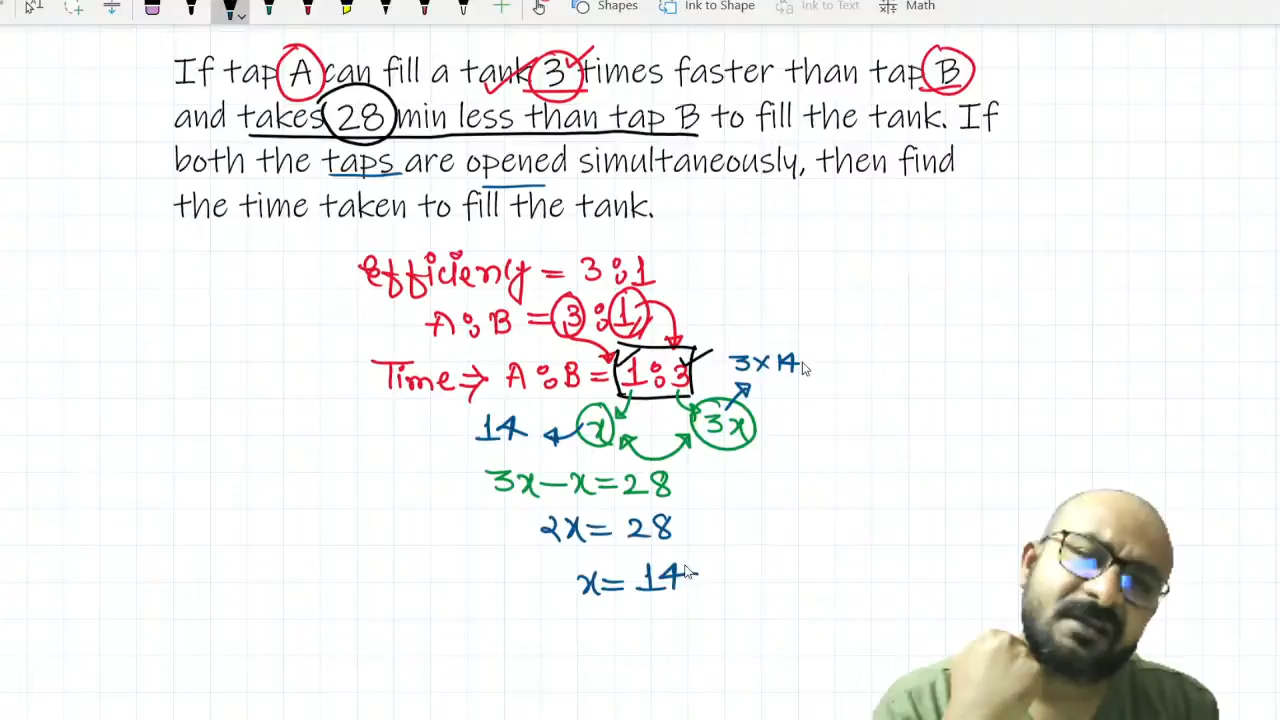 Shapes Ink to Shape Ink to Text Math
If tap A can fill a tank 3 times faster than tap B
and takes 28 min less than tap B to fill the tank. If
both the taps are opened simultaneously, then find
the time taken to fill the tank.
Efficiency = 3:1
A:B = 3:1
Time ⇒ A:B = 1:3
3×14
14 x 3x
3x-x=28
2x= 28
x= 14